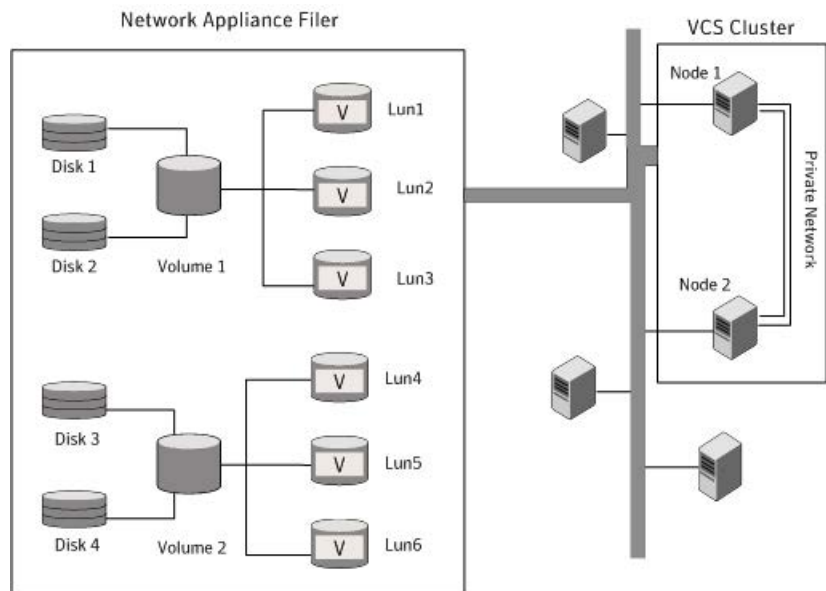 Network Appliance Filer
VCS Cluster
Disk 1
Disk 2
Volume 1
V
Lun1
V
Lun2
V
Lun3
Disk 3
Disk 4
Volume 2
V
Lun4
V
Lun5
V
Lun6
Node 1
Node 2
Private Network